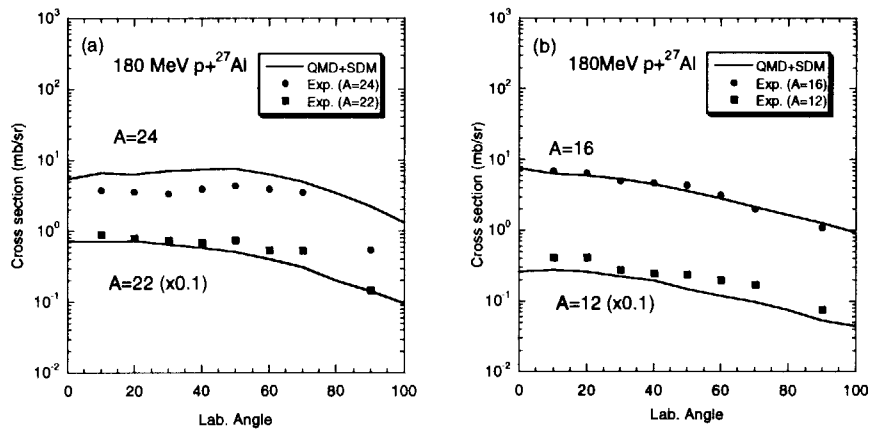 (a)
180 MeV p+²⁷Al
QMD+SDM
Exp. (A=24)
Exp. (A=22)
A=24
A=22 (x0.1)
Cross section (mb/sr)
10³
10²
10¹
10⁰
10⁻¹
10⁻²
0 20 40 60 80 100
Lab. Angle
(b)
180MeV p+²⁷Al
QMD+SDM
Exp. (A=16)
Exp. (A=12)
A=16
A=12 (x0.1)
Cross section (mb/sr)
10³
10²
10¹
10⁰
10⁻¹
10⁻²
0 20 40 60 80 100
Lab. Angle